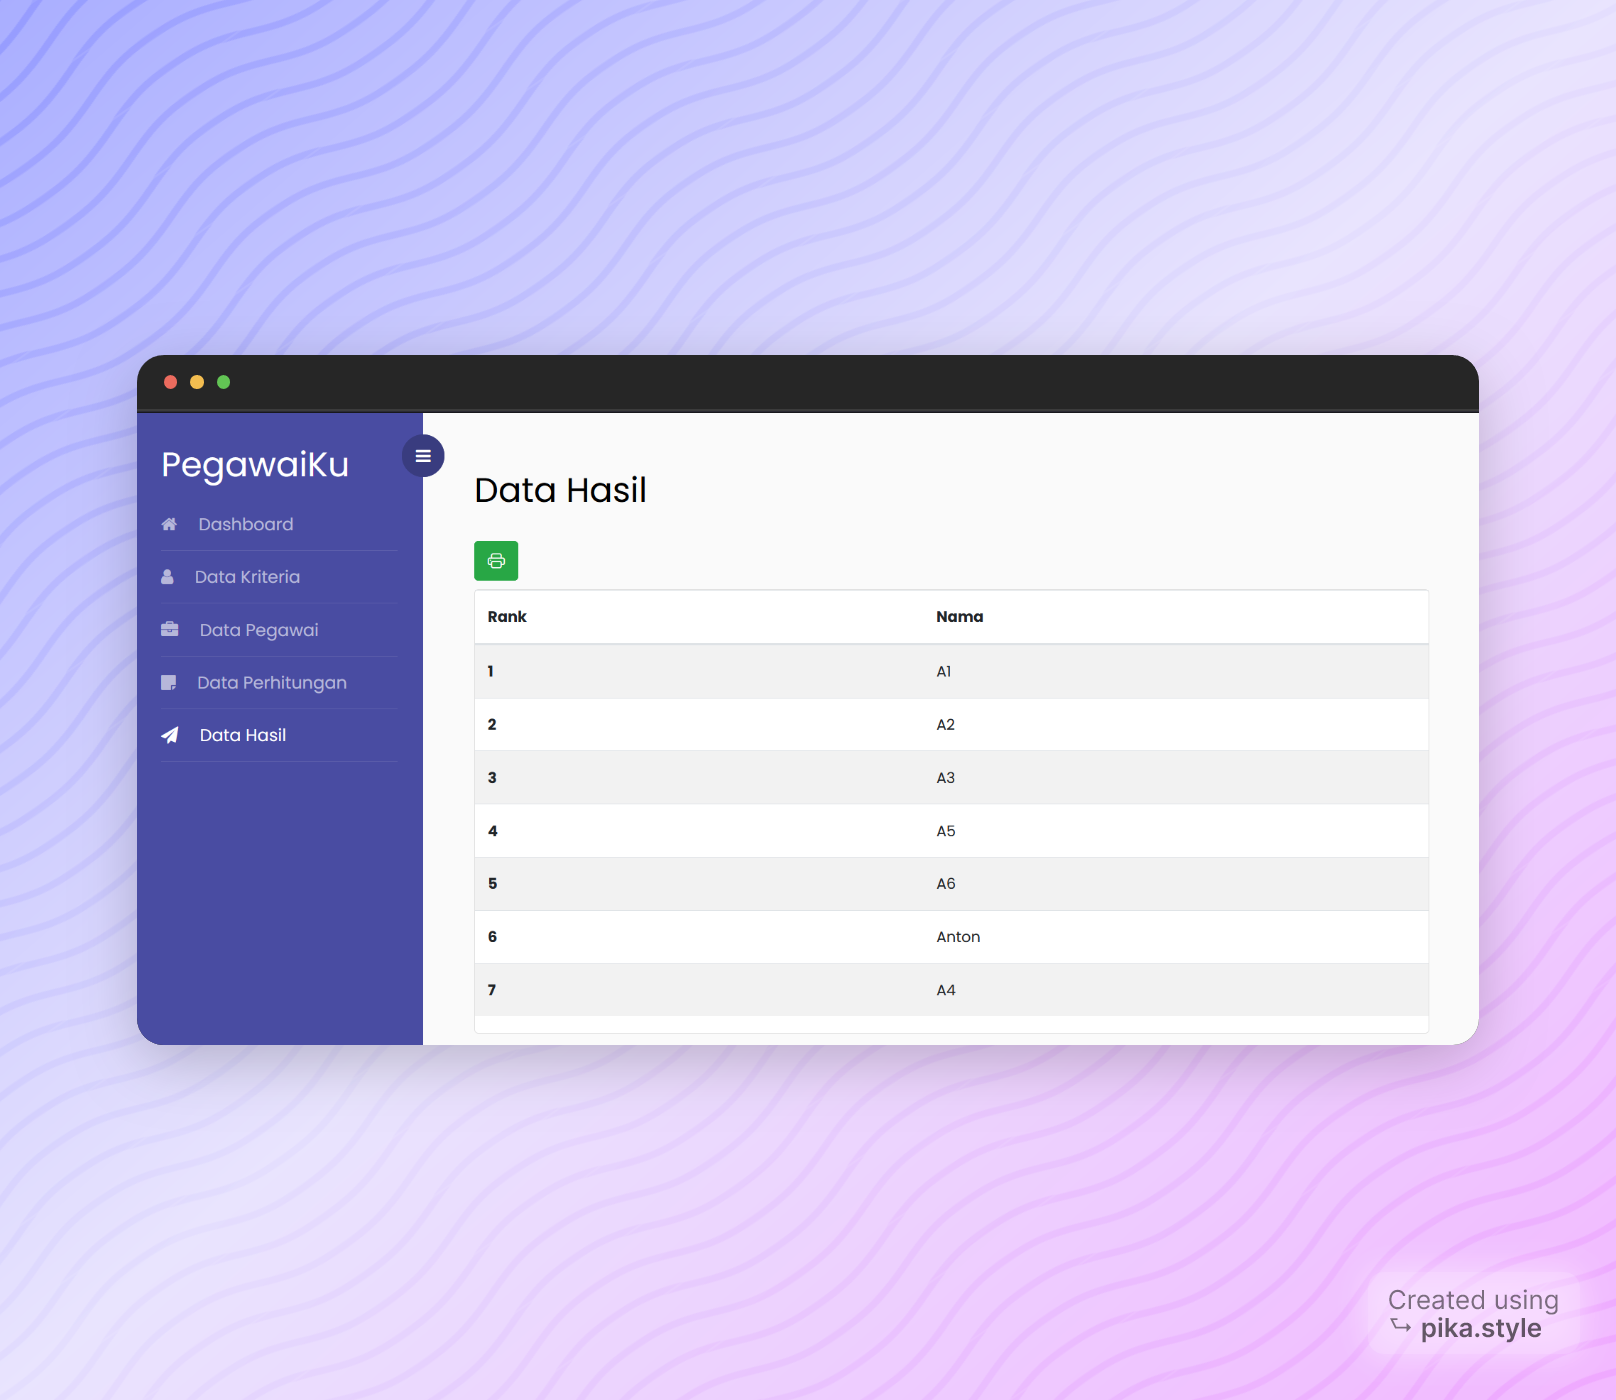 PegawaiKu
Dashboard
Data Kriteria
Data Pegawai
Data Perhitungan
Data Hasil
Data Hasil
Rank Nama
1 A1
2 A2
3 A3
4 A5
5 A6
6 Anton
7 A4
Created using
pika.style